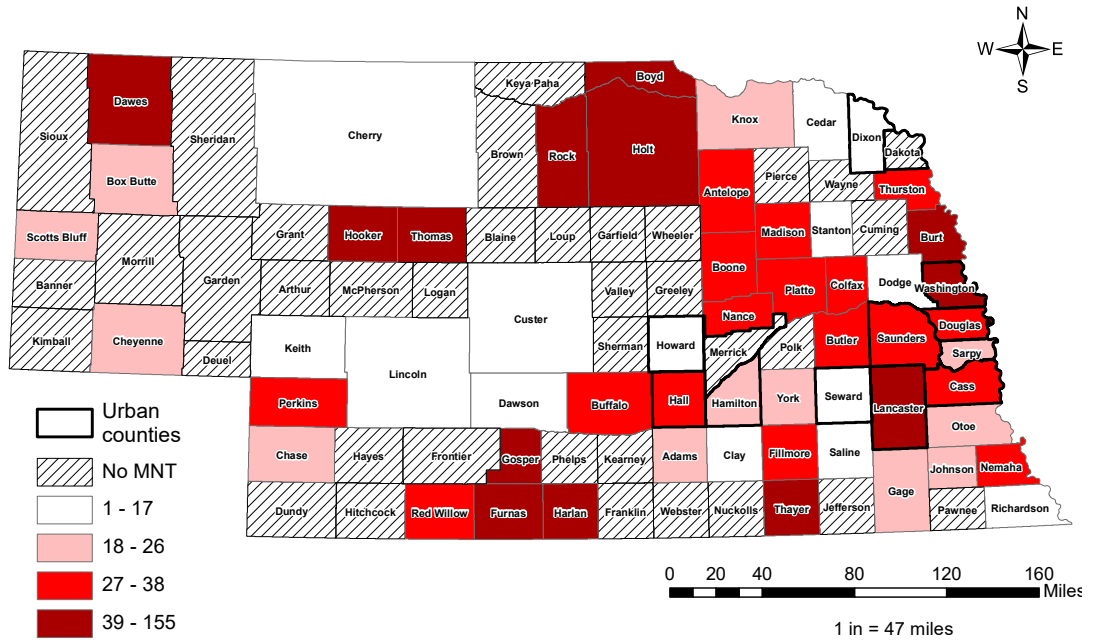 N
W E
S
Boyd
Keya Paha
Dawes
Knox
Cedar
Sioux
Cherry
Sheridan
Dixon
Holt
Brown
Rock
Dakota
Pierce
Box Butte
Wayne
Thurston
Antelope
Grant
Hooker
Thomas
Blaine
Loup
Garfield
Wheeler
Madison
Stanton
Cuming
Burt
Scotts Bluff
Morrill
Boone
Garden
Banner
Arthur
McPherson
Logan
Valley
Greeley
Platte
Colfax
Dodge
Washington
Custer
Nance
Douglas
Kimball
Cheyenne
Keith
Sherman
Howard
Merrick
Polk
Butler
Saunders
Sarpy
Deuel
Lincoln
Cass
Perkins
Dawson
Buffalo
Hall
Hamilton
York
Seward
Lancaster
Otoe
Chase
Hayes
Frontier
Gosper
Phelps
Kearney
Adams
Clay
Fillmore
Saline
Johnson
Nemaha
Gage
Dundy
Hitchcock
Red Willow
Furnas
Harlan
Franklin
Webster
Nuckolls
Thayer
Jefferson
Pawnee
Richardson
Urban
counties
No MNT
1 - 17
18 - 26
27 - 38
39 - 155
0 20 40 80 120 160
Miles
1 in = 47 miles